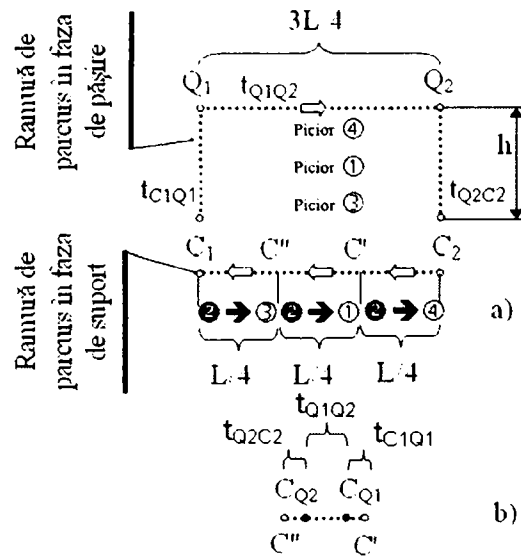 3L 4
Ramură de
parcurs în faza
de pășire
Q1
tQ1Q2
Q2
Picior ④
Picior ①
Picior ③
h
tC1Q1
tQ2C2
C1
C'''
C'
C2
Ramură de
parcurs în faza
de suport
❷ ➔ ③ ❷ ➔ ① ❷ ➔ ④
a)
L/4
L/4
L/4
tQ1Q2
tQ2C2
tC1Q1
CQ2
CQ1
b)
C''
C'